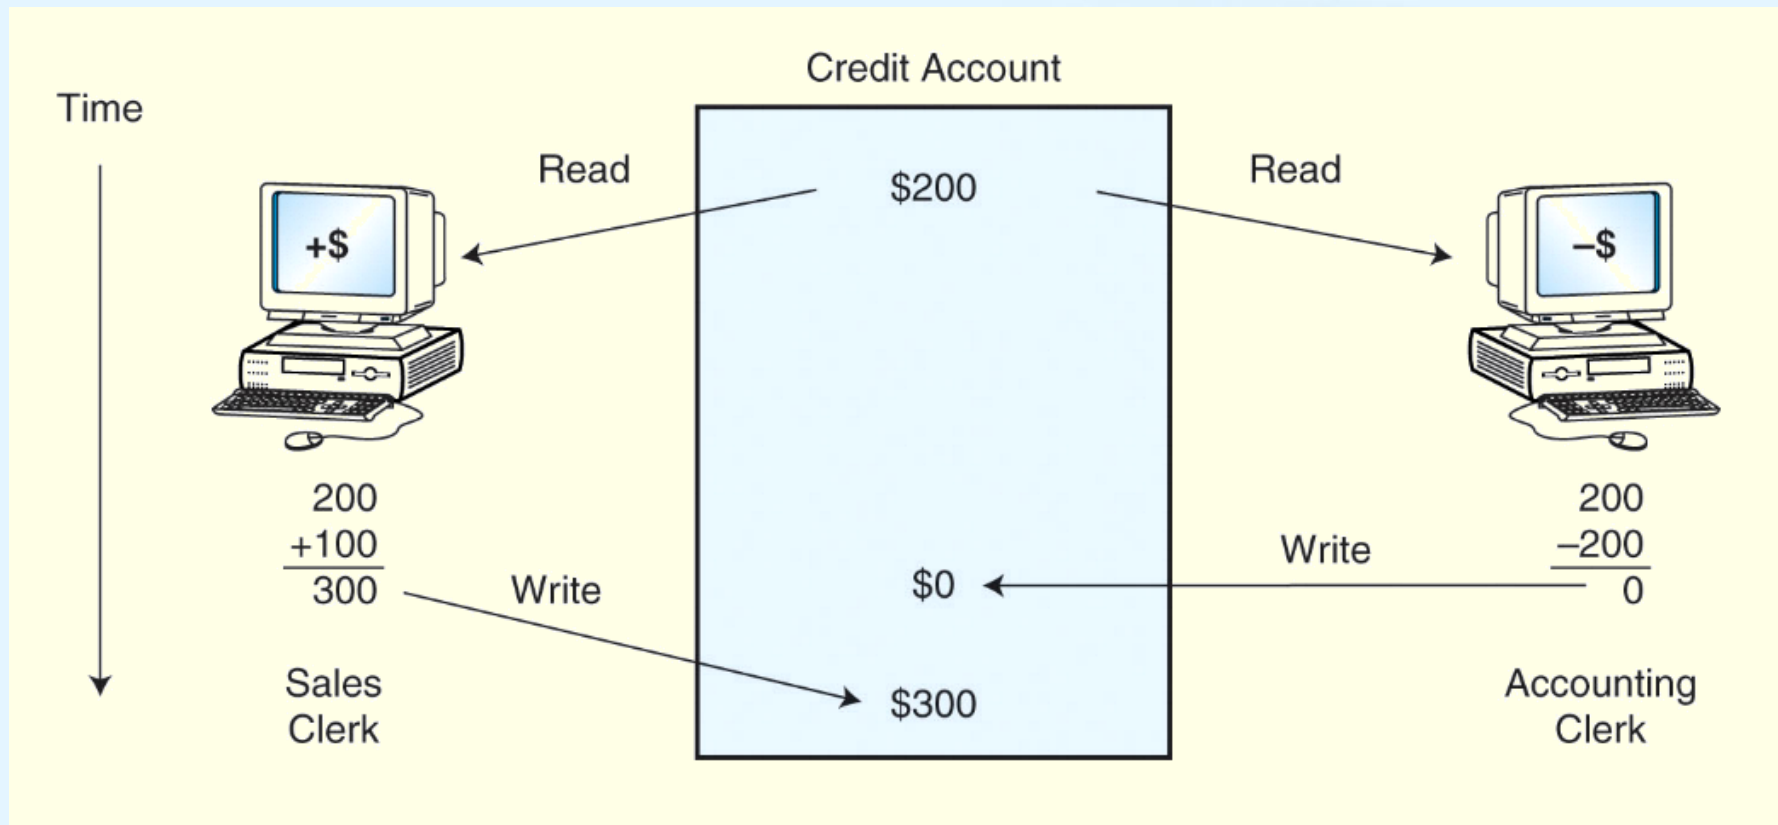 Credit Account
Time
Read
$200
Read
+$
–$
200
+100
300
Write
$0
Write
200
–200
0
$300
Sales
Clerk
Accounting
Clerk